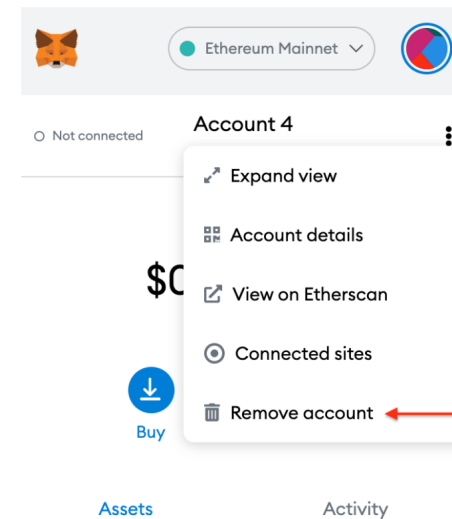 Ethereum Mainnet
Not connected
Account 4
Expand view
Account details
View on Etherscan
Connected sites
Remove account
Buy
Assets
Activity